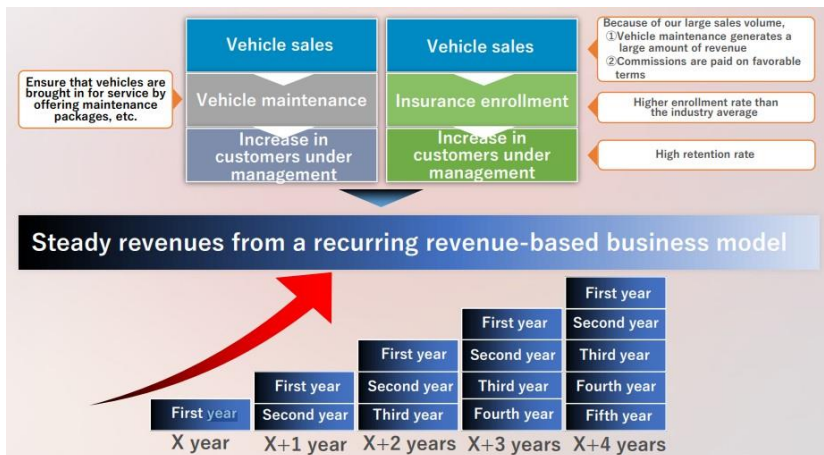 Ensure that vehicles are
brought in for service by
offering maintenance
packages, etc.
Vehicle sales
Vehicle maintenance
Increase in
customers under
management
Vehicle sales
Insurance enrollment
Increase in
customers under
management
Because of our large sales volume,
①Vehicle maintenance generates a
large amount of revenue
②Commissions are paid on favorable
terms
Higher enrollment rate than
the industry average
High retention rate
Steady revenues from a recurring revenue-based business model
First year
X year
First year
Second year
X+1 year
First year
Second year
Third year
X+2 years
First year
Second year
Third year
Fourth year
X+3 years
First year
Second year
Third year
Fourth year
Fifth year
X+4 years